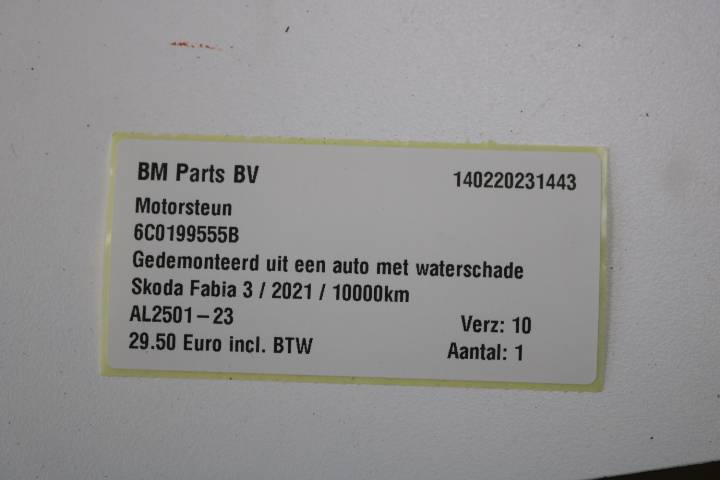 BM Parts BV 140220231443
Motorsteun
6C0199555B
Gedemonteerd uit een auto met waterschade
Skoda Fabia 3 / 2021 / 10000km
AL2501-23 Verz: 10
29.50 Euro incl. BTW Aantal: 1